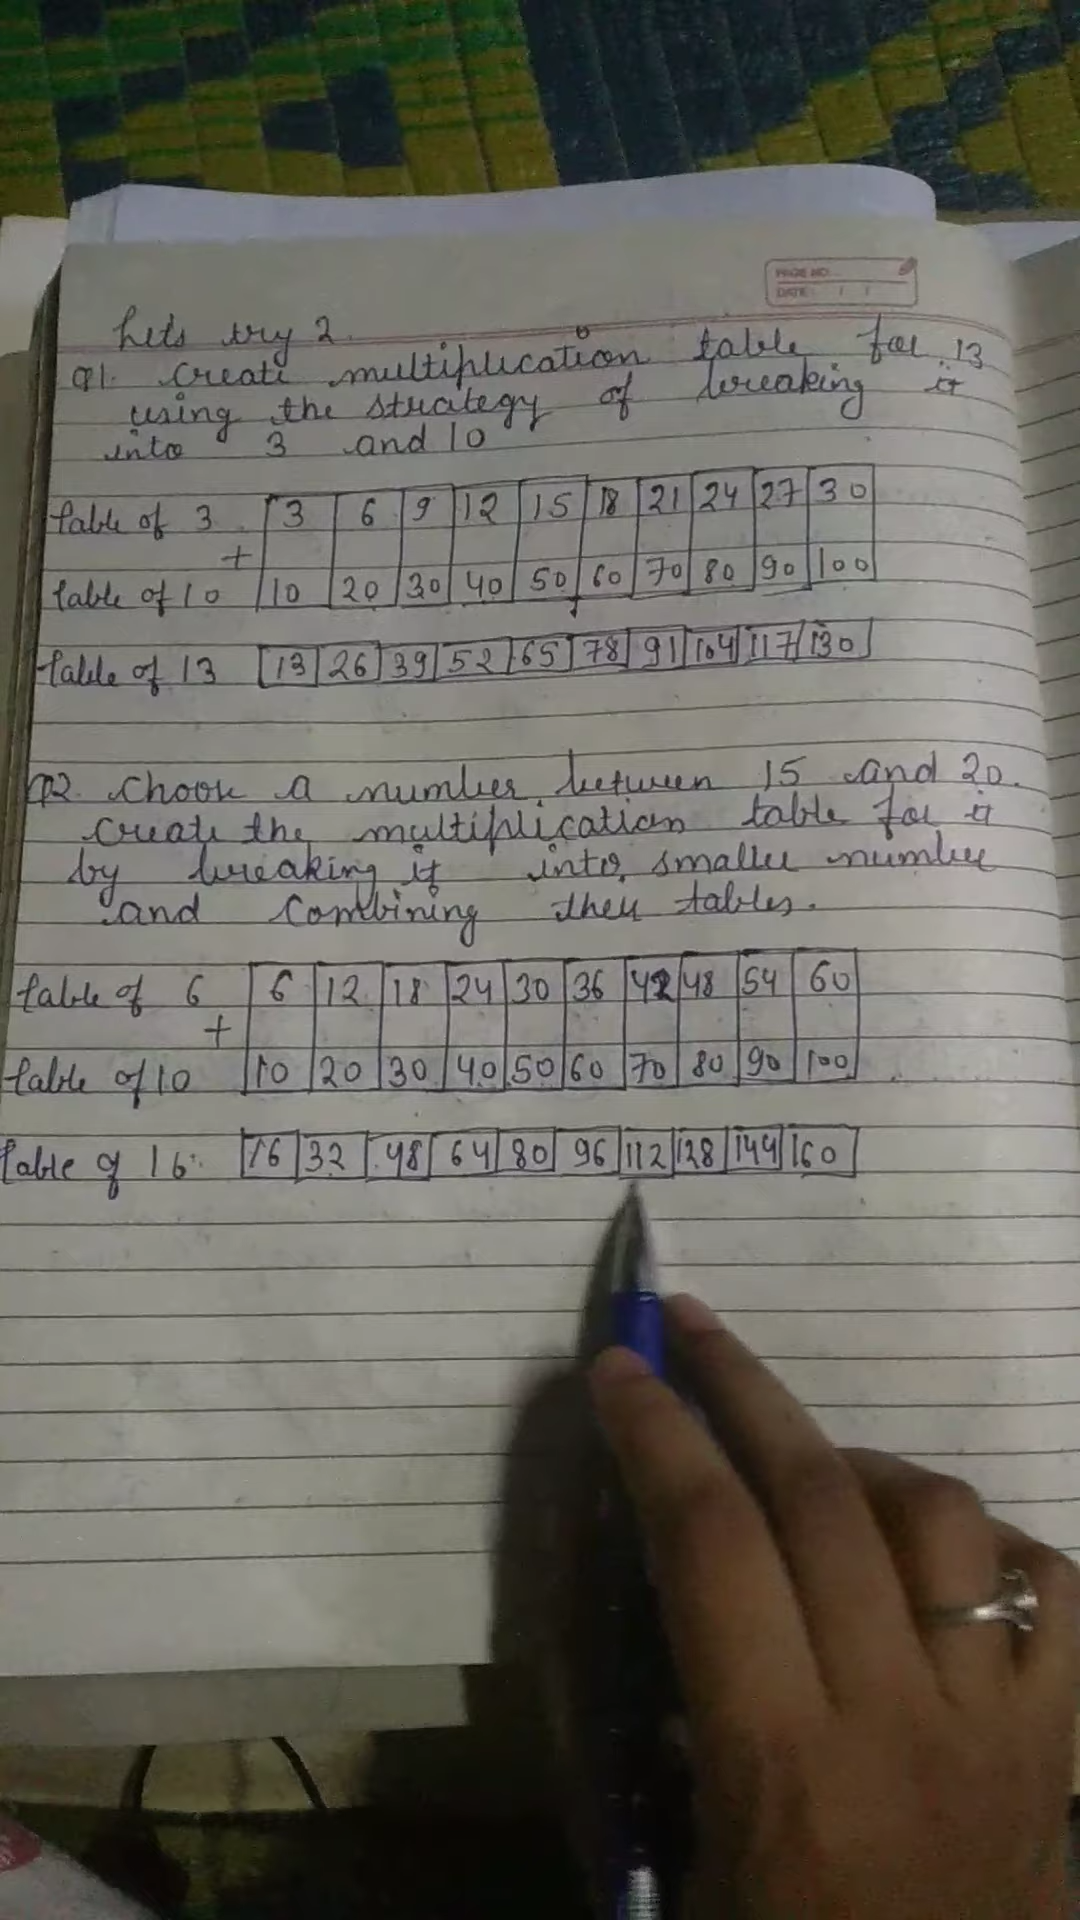 PAGE NO.
DATE: / /
Lets try 2.
Q1. Create multiplication table for 13
using the strategy of breaking it
into 3 and 10
table of 3 3 6 9 12 15 18 21 24 27 30
+
table of 10 10 20 30 40 50 60 70 80 90 100
table of 13 13 26 39 52 65 78 91 104 117 130
Q2. Choose a number between 15 and 20.
create the multiplication table for it
by breaking it into smaller number
and combining their tables.
table of 6 6 12 18 24 30 36 42 48 54 60
+
table of 10 10 20 30 40 50 60 70 80 90 100
table of 16 16 32 48 64 80 96 112 128 144 160